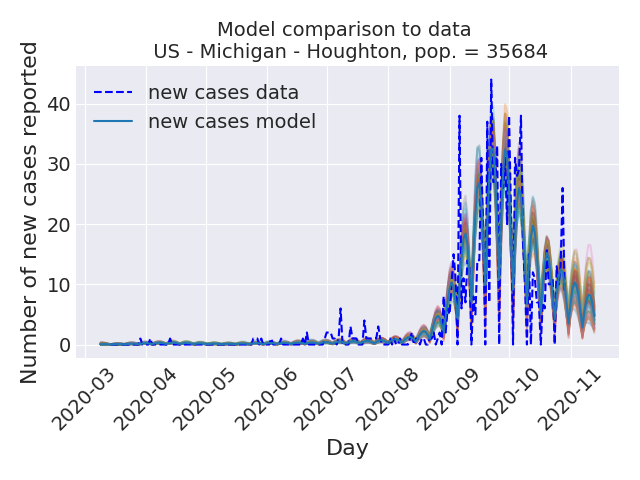 Model comparison to data
US - Michigan - Houghton, pop. = 35684
Number of new cases reported
40
30
20
10
0
new cases data
new cases model
2020-03
2020-04
2020-05
2020-06
2020-07
2020-08
2020-09
2020-10
2020-11
Day